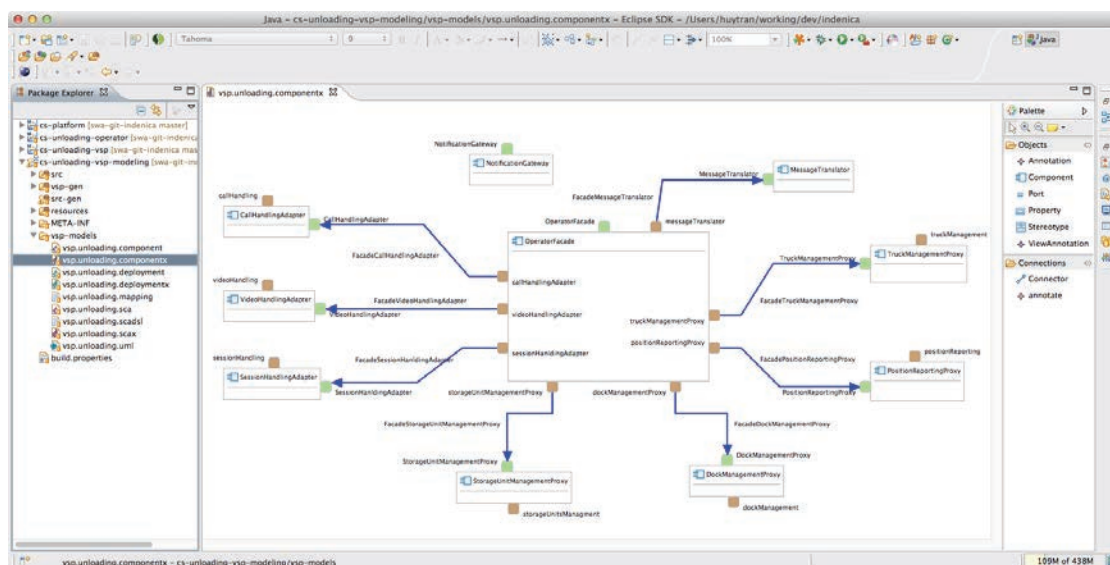 Java - cs-unloading-vsp-modeling/vsp-models/vsp.unloading.componentx - Eclipse SDK - /Users/huytran/working/dev/indenica
Tahoma
9
100%
Java
Package Explorer
cs-platform [swa-git-indenica master]
cs-unloading-operator [swa-git-indenica
cs-unloading-vsp [swa-git-indenica mas
cs-unloading-vsp-modeling [swa-git-in
src
vsp-gen
src-gen
resources
META-INF
vsp-models
vsp.unloading.component
vsp.unloading.componentx
vsp.unloading.deployment
vsp.unloading.deploymentx
vsp.unloading.mapping
vsp.unloading.sca
vsp.unloading.scadsl
vsp.unloading.scax
vsp.unloading.uml
build.properties
vsp.unloading.componentx
NotificationGateway
NotificationGateway
MessageTranslator
MessageTranslator
FacadeMessageTranslator
messageTranslator
callHandling
CallHandlingAdapter
CallHandlingAdapter
FacadeCallHandlingAdapter
OperatorFacade
OperatorFacade
callHandlingAdapter
truckManagement
TruckManagementProxy
TruckManagementProxy
FacadeTruckManagementProxy
truckManagementProxy
videoHandling
VideoHandlingAdapter
FacadeVideoHandlingAdapter
VideoHandlingAdapter
videoHandlingAdapter
positionReportingProxy
sessionHandling
SessionHandlingAdapter
FacadeSessionHanldingAdapter
SessionHanldingAdapter
sessionHanldingAdapter
FacadePositionReportingProxy
positionReporting
PositionReportingProxy
PositionReportingProxy
storageUnitManagementProxy
dockManagementProxy
FacadeStorageUnitManagementProxy
FacadeDockManagementProxy
StorageUnitManagementProxy
DockManagementProxy
StorageUnitManagementProxy
DockManagementProxy
storageUnitsManagment
dockManagement
Palette
Objects
Annotation
Component
Port
Property
Stereotype
ViewAnnotation
Connections
Connector
annotate
vsp.unloading.componentx - cs-unloading-vsp-modeling/vsp-models
109M of 438M